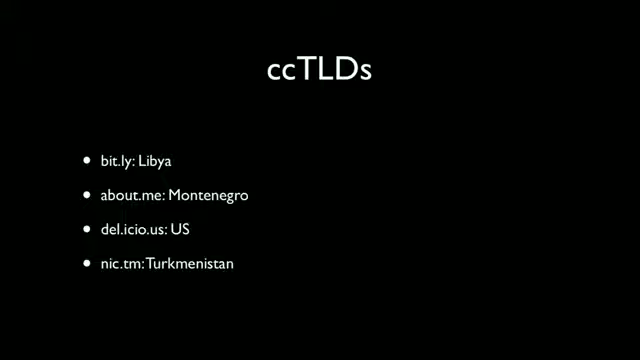 ccTLDs
• bit.ly: Libya
• about.me: Montenegro
• del.icio.us: US
• nic.tm:Turkmenistan